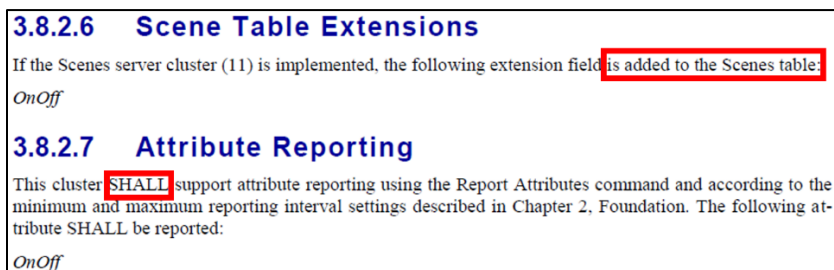 3.8.2.6 Scene Table Extensions
If the Scenes server cluster (11) is implemented, the following extension field is added to the Scenes table:
OnOff
3.8.2.7 Attribute Reporting
This cluster SHALL support attribute reporting using the Report Attributes command and according to the
minimum and maximum reporting interval settings described in Chapter 2, Foundation. The following at-
tribute SHALL be reported:
OnOff